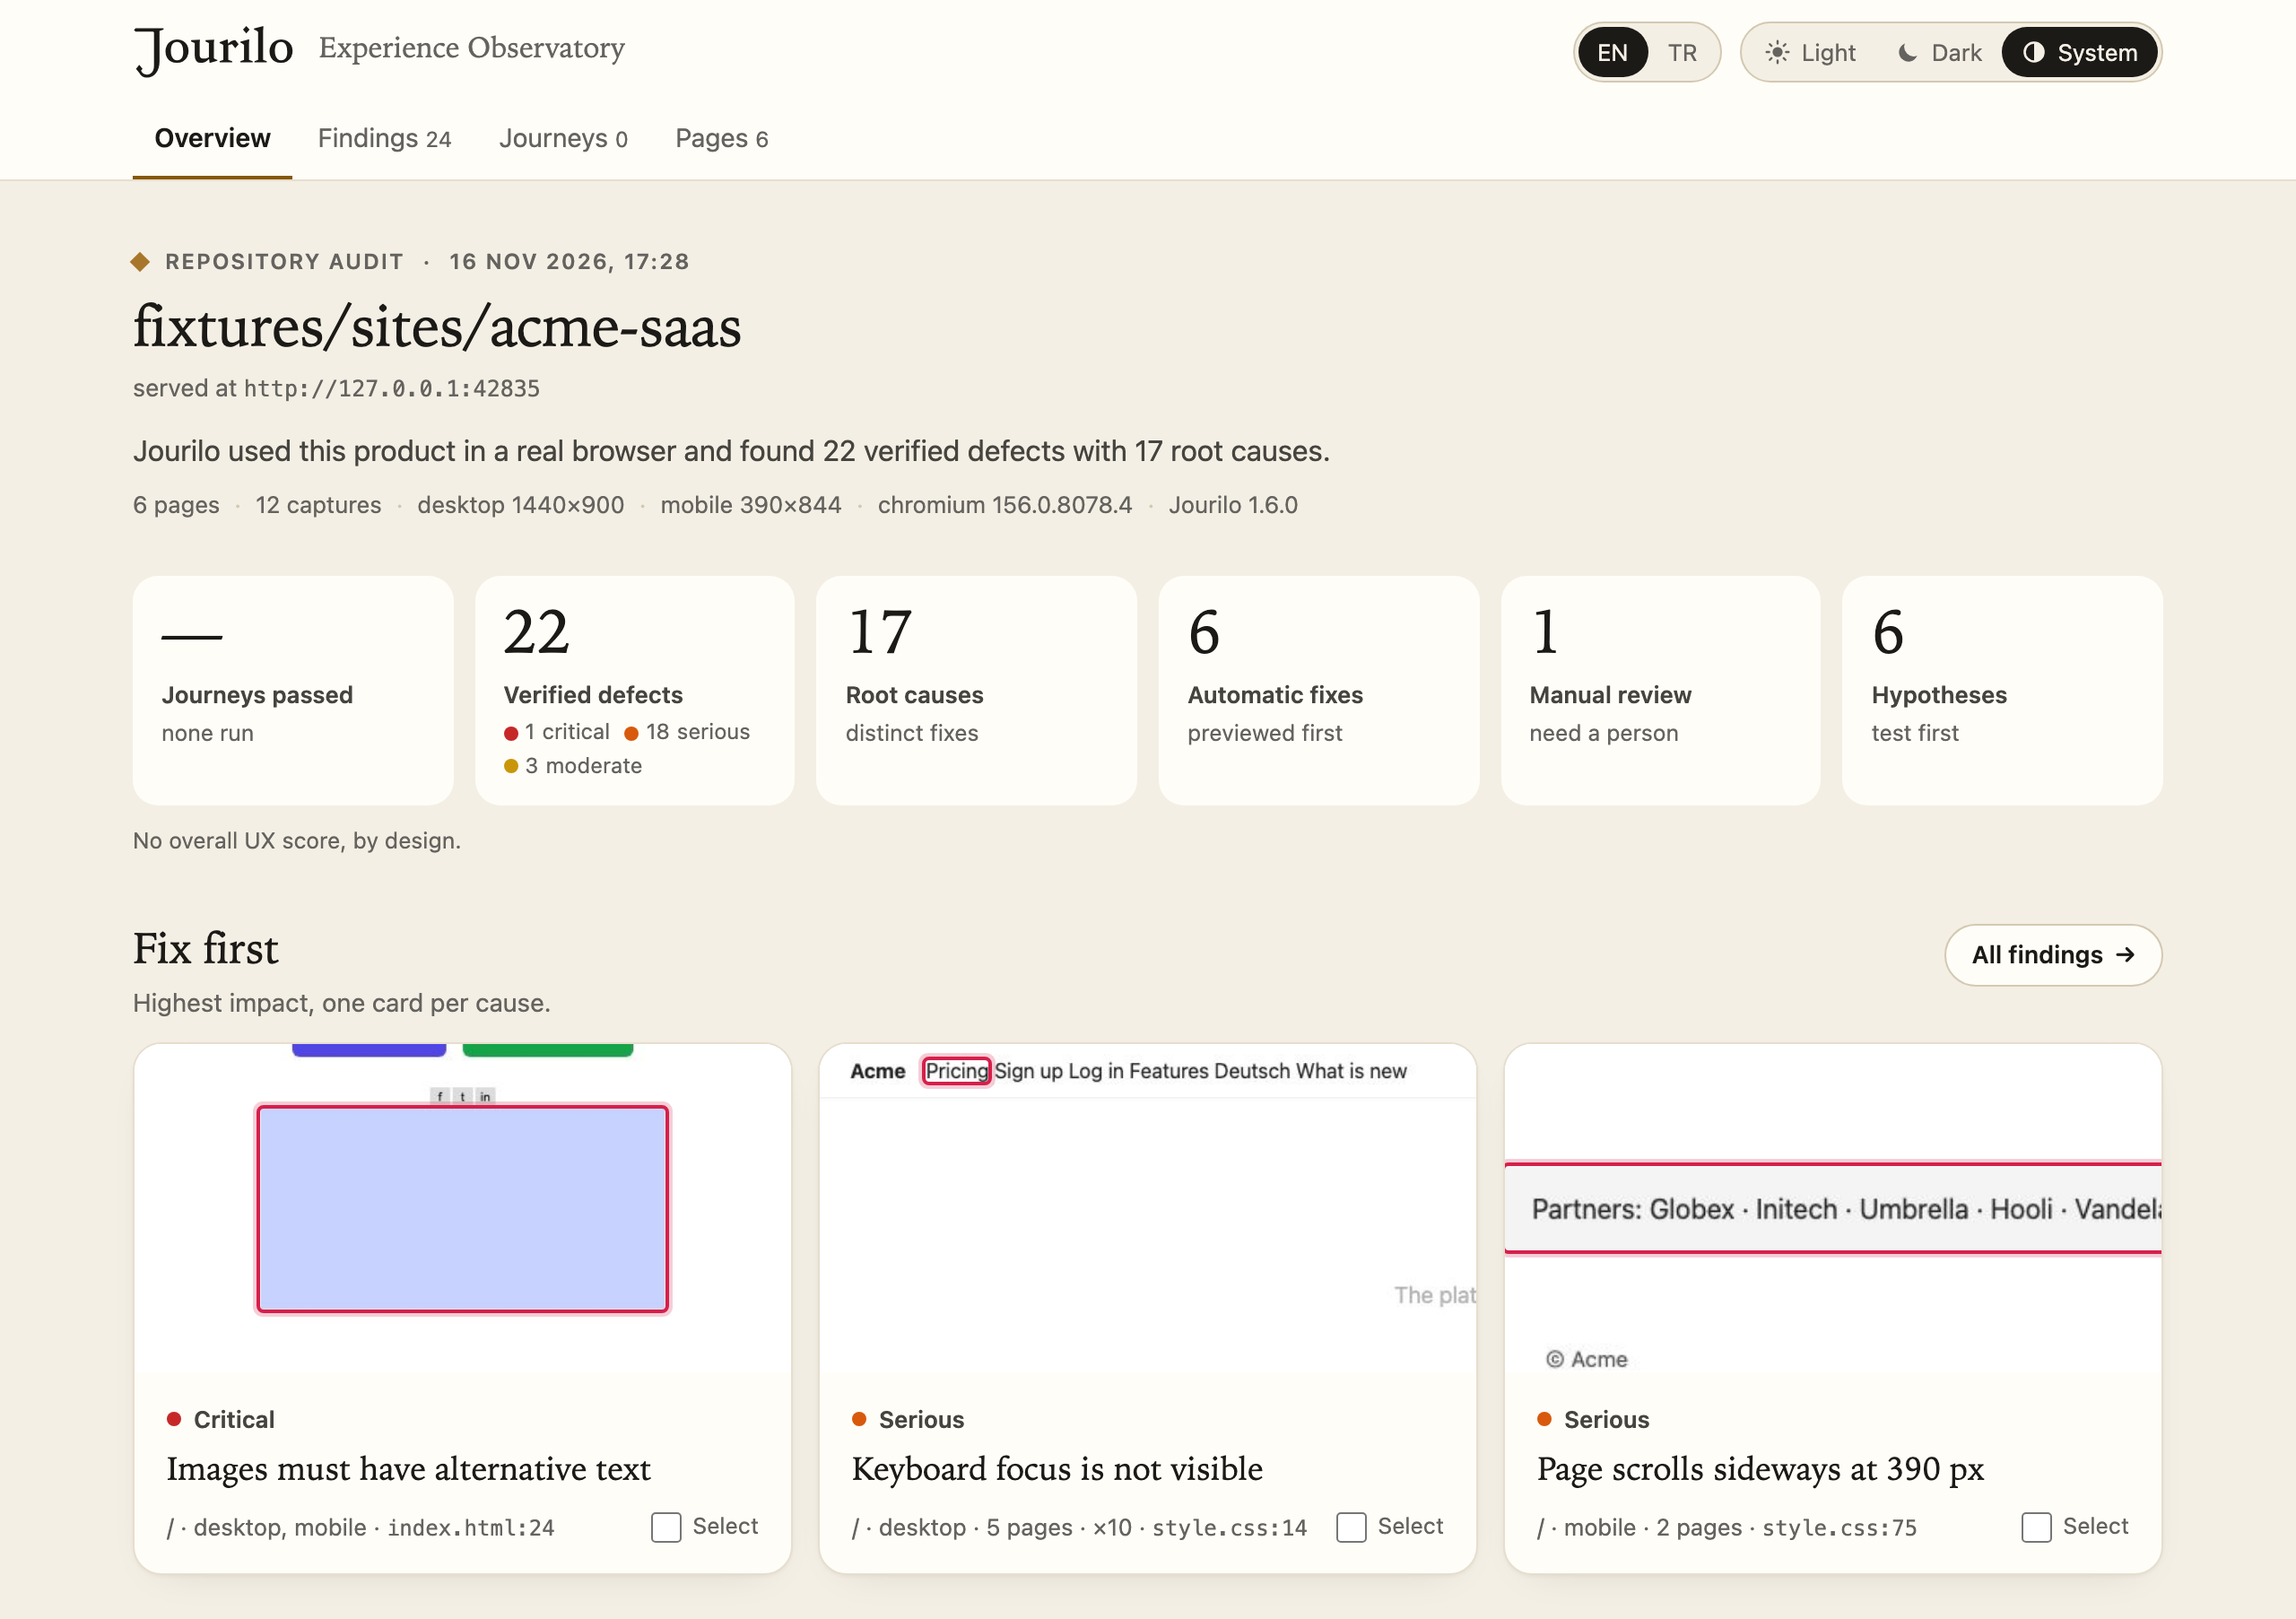 Jourilo Experience Observatory
EN TR Light Dark System
Overview Findings 24 Journeys 0 Pages 6
REPOSITORY AUDIT · 16 NOV 2026, 17:28
fixtures/sites/acme-saas
served at http://127.0.0.1:42835
Jourilo used this product in a real browser and found 22 verified defects with 17 root causes.
6 pages · 12 captures · desktop 1440×900 · mobile 390×844 · chromium 156.0.8078.4 · Jourilo 1.6.0
—
Journeys passed
none run
22
Verified defects
1 critical 18 serious
3 moderate
17
Root causes
distinct fixes
6
Automatic fixes
previewed first
1
Manual review
need a person
6
Hypotheses
test first
No overall UX score, by design.
Fix first
All findings →
Highest impact, one card per cause.
f t in
Critical
Images must have alternative text
/ · desktop, mobile · index.html:24 Select
Acme Pricing Sign up Log in Features Deutsch What is new
The plat
Serious
Keyboard focus is not visible
/ · desktop · 5 pages · ×10 · style.css:14 Select
Partners: Globex · Initech · Umbrella · Hooli · Vandela
© Acme
Serious
Page scrolls sideways at 390 px
/ · mobile · 2 pages · style.css:75 Select